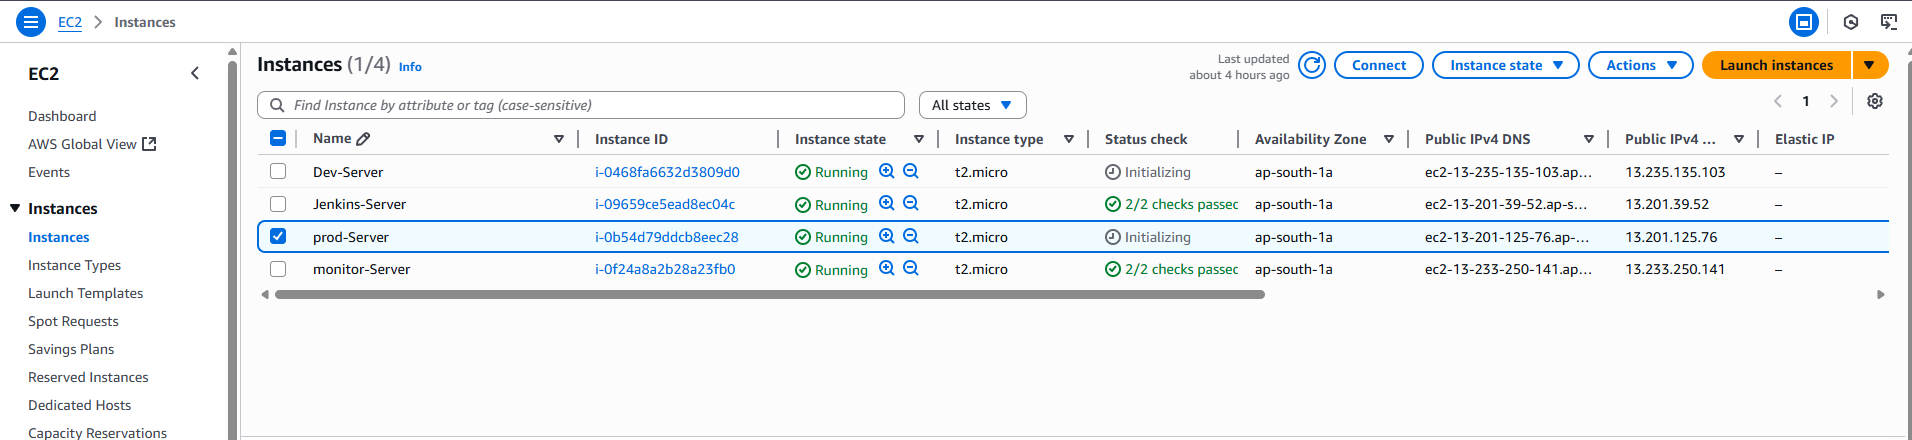 EC2 > Instances
EC2
Dashboard
AWS Global View
Events
Instances
Instances
Instance Types
Launch Templates
Spot Requests
Savings Plans
Reserved Instances
Dedicated Hosts
Capacity Reservations
Instances (1/4) Info
Last updated
about 4 hours ago
Connect Instance state Actions Launch instances
Find Instance by attribute or tag (case-sensitive) All states 1
Name Instance ID Instance state Instance type Status check Availability Zone Public IPv4 DNS Public IPv4 ... Elastic IP
Dev-Server i-0468fa6632d3809d0 Running t2.micro Initializing ap-south-1a ec2-13-235-135-103.ap... 13.235.135.103 –
Jenkins-Server i-09659ce5ead8ec04c Running t2.micro 2/2 checks passed ap-south-1a ec2-13-201-39-52.ap-s... 13.201.39.52 –
prod-Server i-0b54d79ddcb8eec28 Running t2.micro Initializing ap-south-1a ec2-13-201-125-76.ap-... 13.201.125.76 –
monitor-Server i-0f24a8a2b28a23fb0 Running t2.micro 2/2 checks passed ap-south-1a ec2-13-233-250-141.ap... 13.233.250.141 –